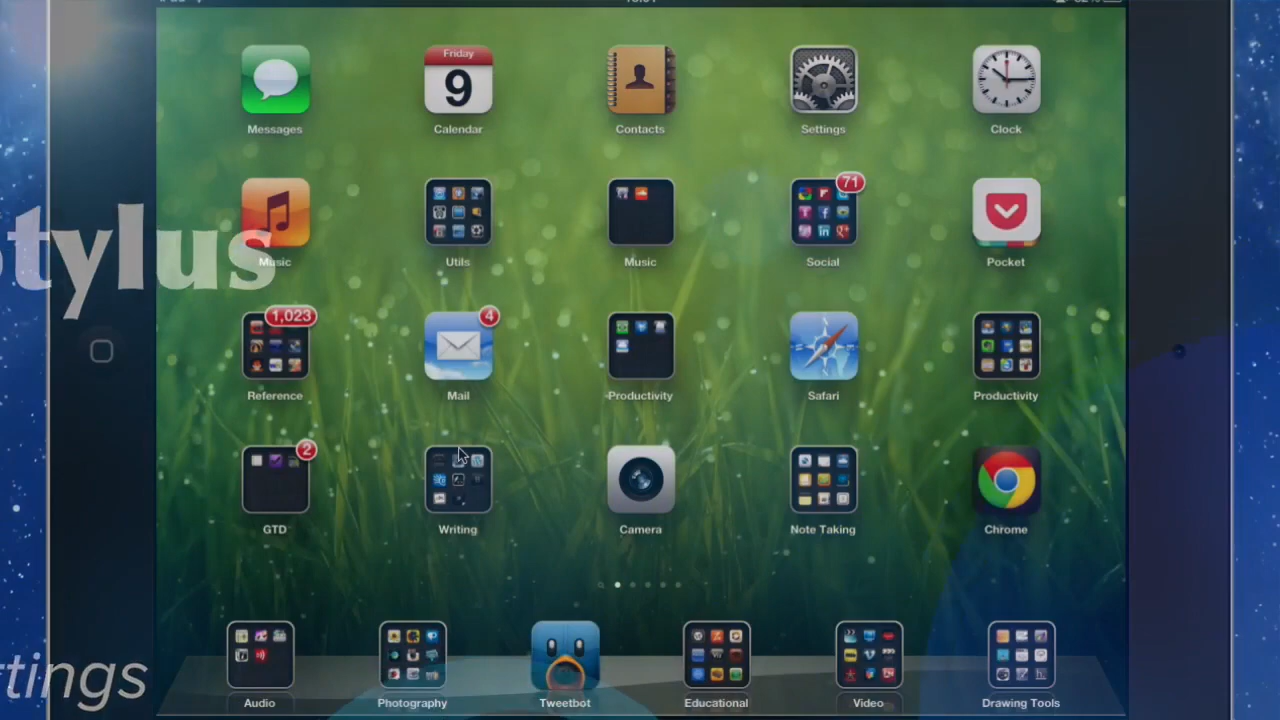 Friday
9
Messages
Calendar
Contacts
Settings
Clock
71
Music
Utils
Music
Social
Pocket
tylus
1,023
4
Reference
Mail
Productivity
Safari
Productivity
2
GTD
Writing
Camera
Note Taking
Chrome
ttings
Audio
Photography
Tweetbot
Educational
Video
Drawing Tools